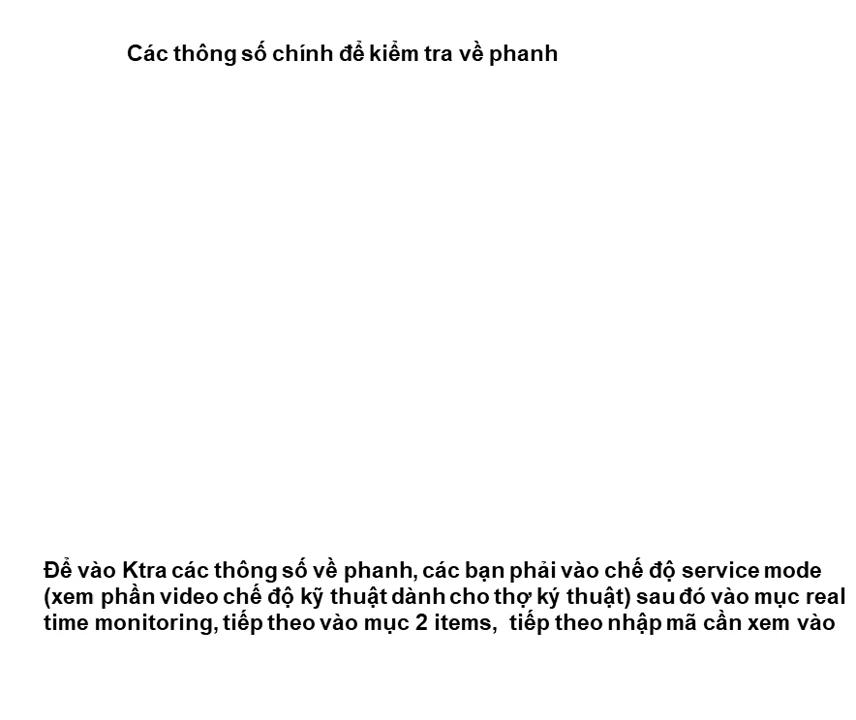 Các thông số chính để kiểm tra về phanh
Để vào Ktra các thông số về phanh, các bạn phải vào chế độ service mode
(xem phần video chế độ kỹ thuật dành cho thợ ký thuật) sau đó vào mục real
time monitoring, tiếp theo vào mục 2 items, tiếp theo nhập mã cần xem vào